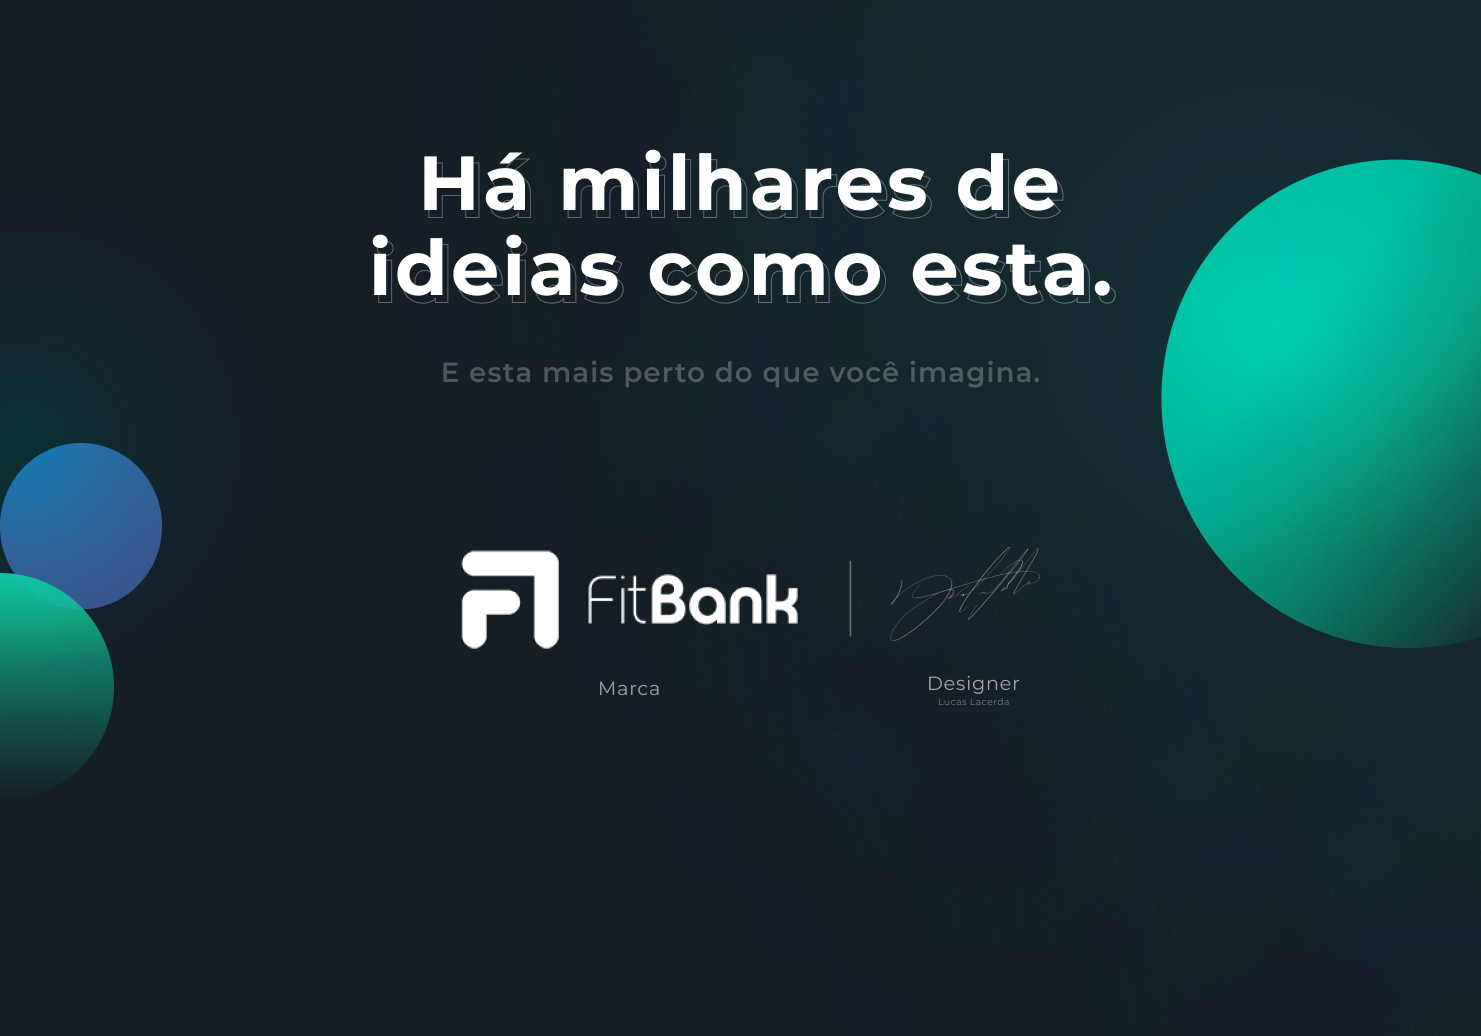 Há milhares de
ideias como esta.
E esta mais perto do que você imagina.
FitBank
Marca
Designer
Lucas Lacerda